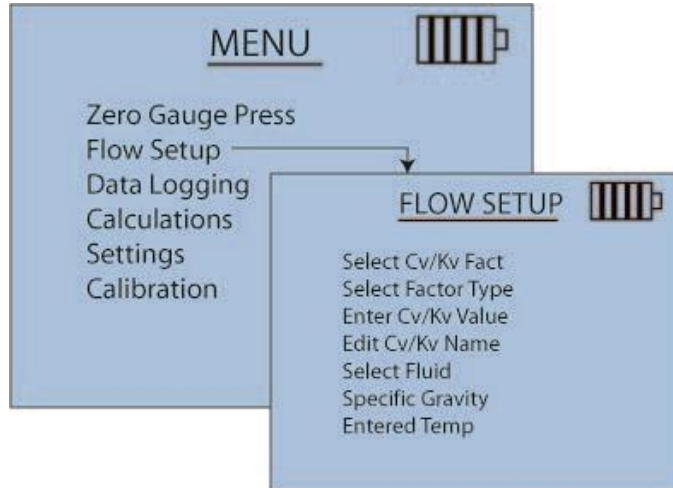 MENU
Zero Gauge Press
Flow Setup
Data Logging
Calculations
Settings
Calibration
FLOW SETUP
Select Cv/Kv Fact
Select Factor Type
Enter Cv/Kv Value
Edit Cv/Kv Name
Select Fluid
Specific Gravity
Entered Temp